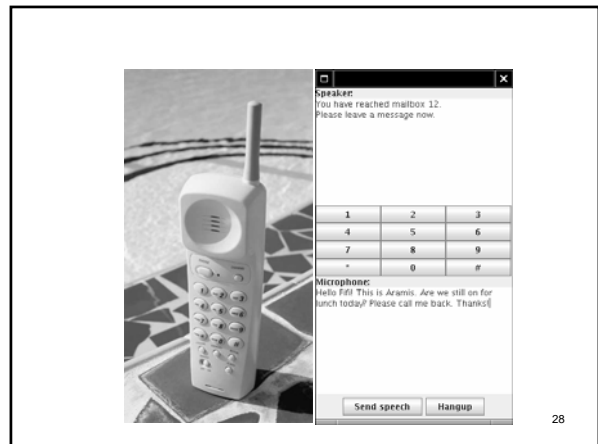 Speaker:
You have reached mailbox 12.
Please leave a message now.
1 2 3
4 5 6
7 8 9
* 0 #
Microphone:
Hello Fifi! This is Aramis. Are we still on for
lunch today? Please call me back. Thanks!
Send speech Hangup
28